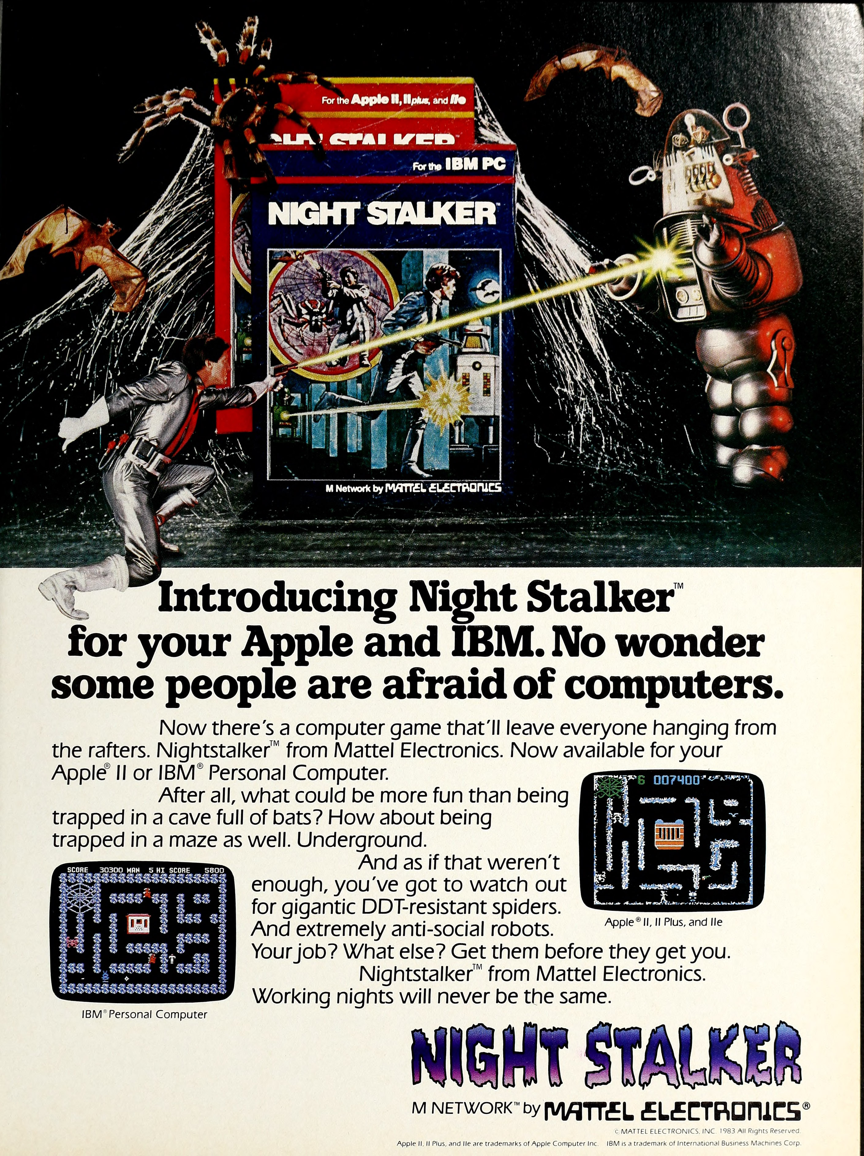 For the Apple II, II plus, and IIe
NIGHT STALKER™
For the IBM PC
NIGHT STALKER™
M Network by MATTEL ELECTRONICS
Introducing Night Stalker™
for your Apple and IBM. No wonder
some people are afraid of computers.
Now there's a computer game that'll leave everyone hanging from
the rafters. Nightstalker™ from Mattel Electronics. Now available for your
Apple® II or IBM® Personal Computer.
After all, what could be more fun than being
trapped in a cave full of bats? How about being
trapped in a maze as well. Underground.
And as if that weren't
enough, you've got to watch out
for gigantic DDT-resistant spiders.
And extremely anti-social robots.
Your job? What else? Get them before they get you.
Nightstalker™ from Mattel Electronics.
Working nights will never be the same.
6 007400
Apple® II, II Plus, and IIe
SCORE 30300 MAN 5 HI SCORE 5800
IBM® Personal Computer
NIGHT STALKER
M NETWORK™ by MATTEL ELECTRONICS®
© MATTEL ELECTRONICS, INC. 1983 All Rights Reserved.
Apple II, II Plus, and IIe are trademarks of Apple Computer Inc. IBM is a trademark of International Business Machines Corp.